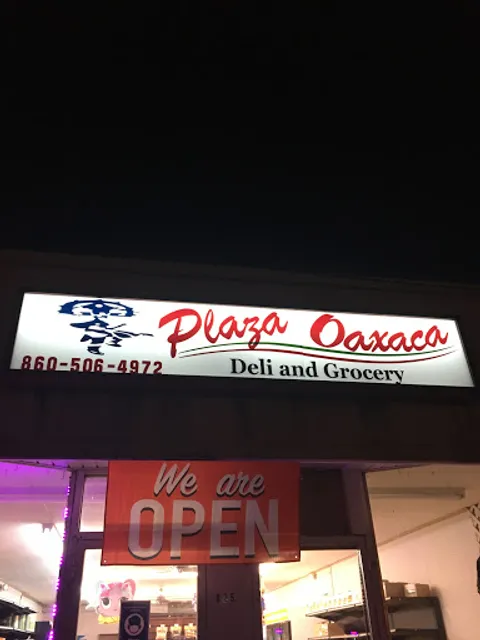 Plaza Oaxaca
860-506-4972
Deli and Grocery
We are
OPEN